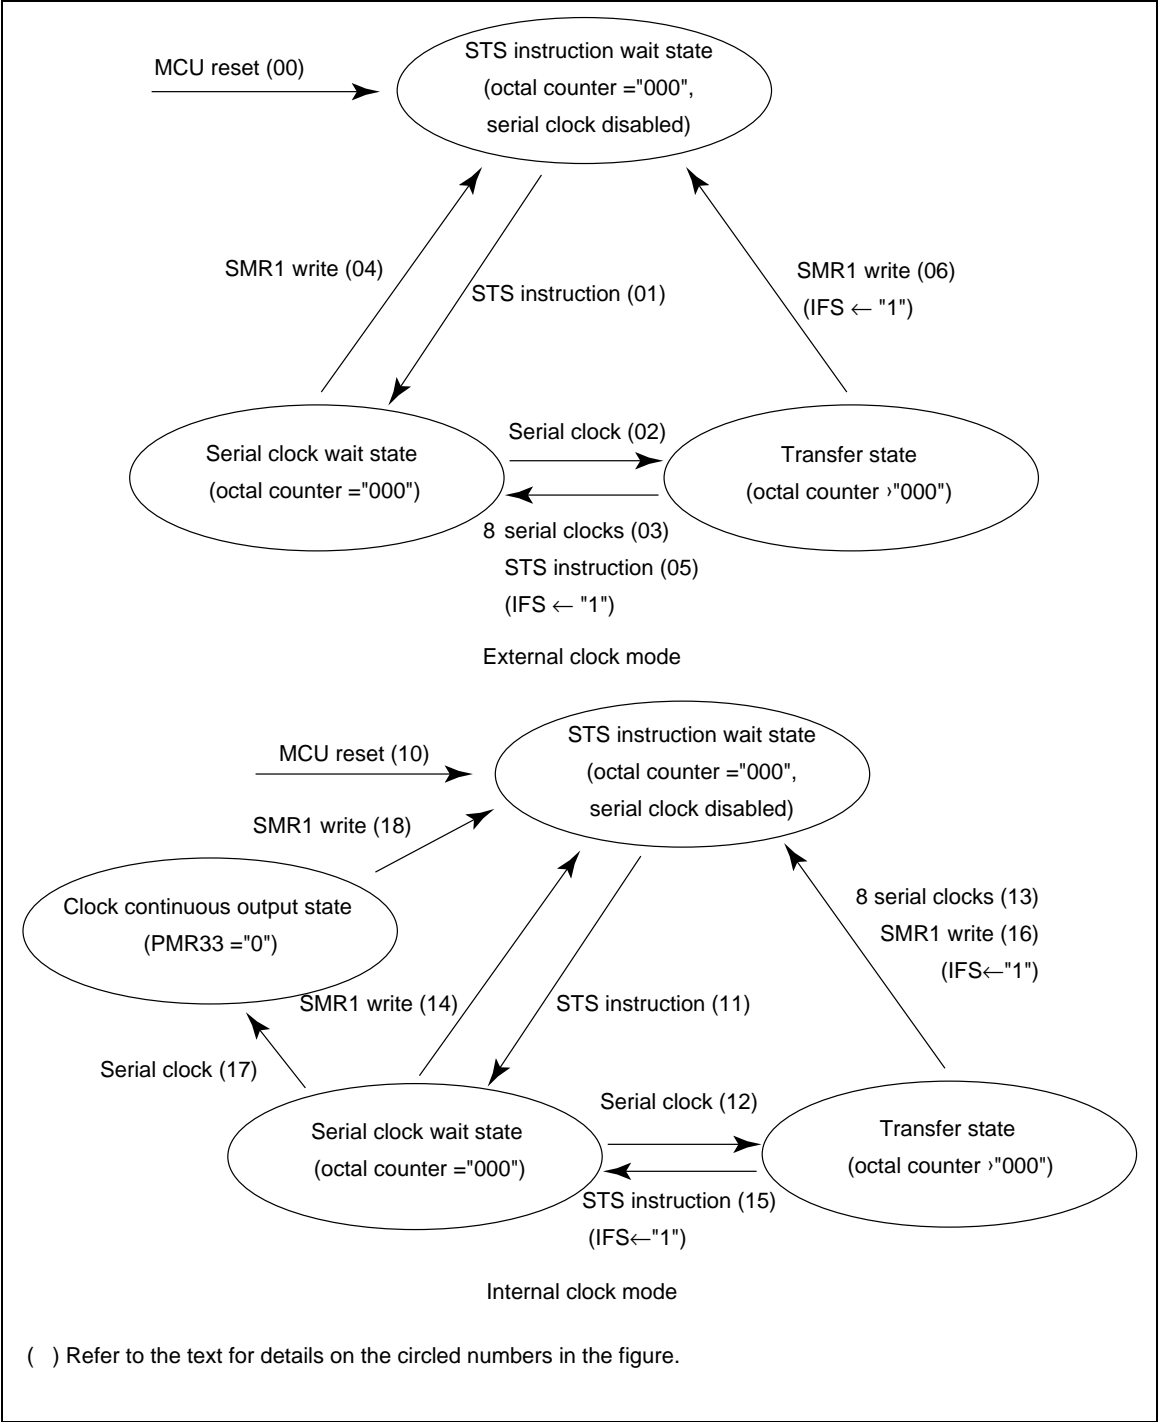 MCU reset (00)
STS instruction wait state
(octal counter ="000",
serial clock disabled)
SMR1 write (04)
STS instruction (01)
SMR1 write (06)
(IFS ← "1")
Serial clock wait state
(octal counter ="000")
Serial clock (02)
Transfer state
(octal counter ›"000")
8 serial clocks (03)
STS instruction (05)
(IFS ← "1")
External clock mode
STS instruction wait state
(octal counter ="000",
serial clock disabled)
MCU reset (10)
SMR1 write (18)
Clock continuous output state
(PMR33 ="0")
8 serial clocks (13)
SMR1 write (16)
(IFS←"1")
SMR1 write (14)
STS instruction (11)
Serial clock (17)
Serial clock wait state
(octal counter ="000")
Serial clock (12)
Transfer state
(octal counter ›"000")
STS instruction (15)
(IFS←"1")
Internal clock mode
(   ) Refer to the text for details on the circled numbers in the figure.